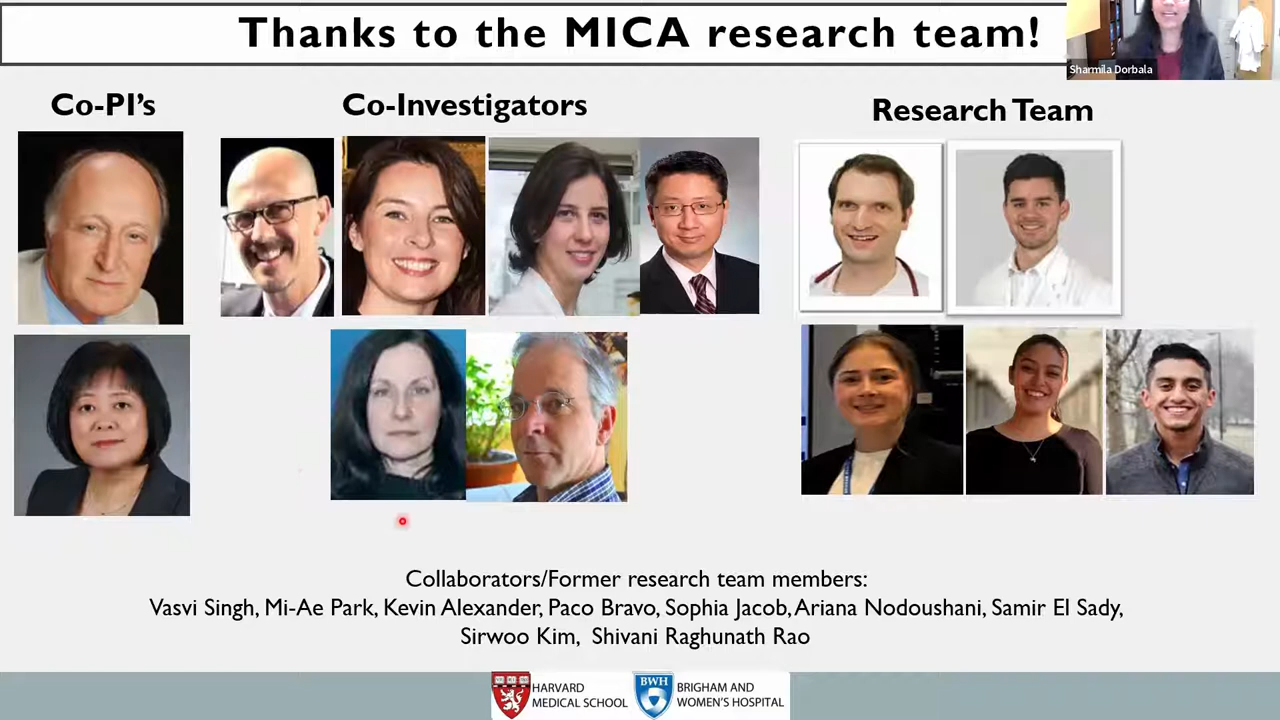 Thanks to the MICA research team!
Sharmila Dorbala
Co-PI's
Co-Investigators
Research Team
Collaborators/Former research team members:
Vasvi Singh, Mi-Ae Park, Kevin Alexander, Paco Bravo, Sophia Jacob, Ariana Nodoushani, Samir El Sady,
Sirwoo Kim, Shivani Raghunath Rao
HARVARD
MEDICAL SCHOOL
BWH
BRIGHAM AND
WOMEN'S HOSPITAL